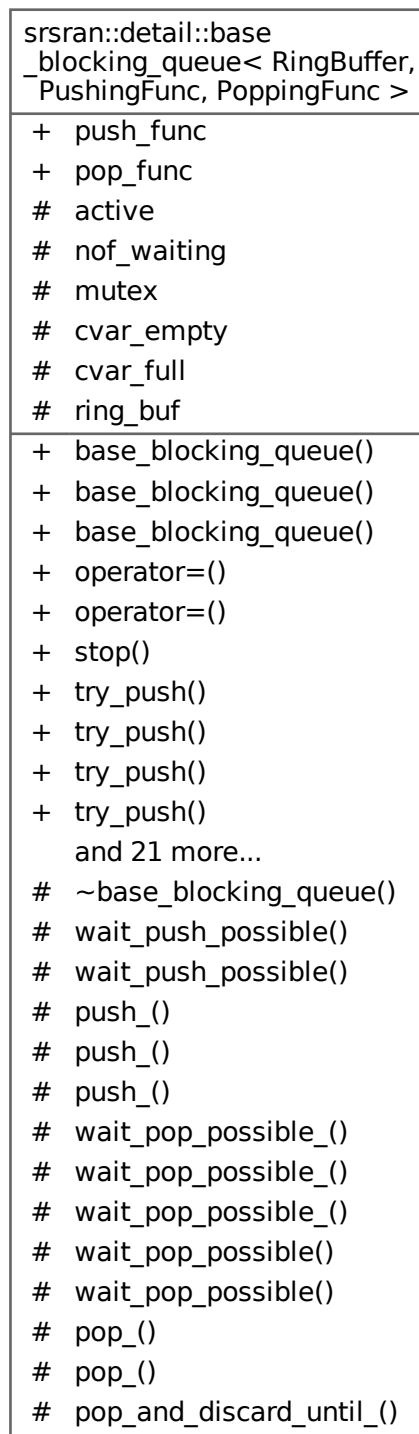 srsran::detail::base
_blocking_queue< RingBuffer,
PushingFunc, PoppingFunc >
+ push_func
+ pop_func
# active
# nof_waiting
# mutex
# cvar_empty
# cvar_full
# ring_buf
+ base_blocking_queue()
+ base_blocking_queue()
+ base_blocking_queue()
+ operator=()
+ operator=()
+ stop()
+ try_push()
+ try_push()
+ try_push()
+ try_push()
and 21 more...
# ~base_blocking_queue()
# wait_push_possible()
# wait_push_possible()
# push_()
# push_()
# push_()
# wait_pop_possible_()
# wait_pop_possible_()
# wait_pop_possible_()
# wait_pop_possible()
# wait_pop_possible()
# pop_()
# pop_()
# pop_and_discard_until_()